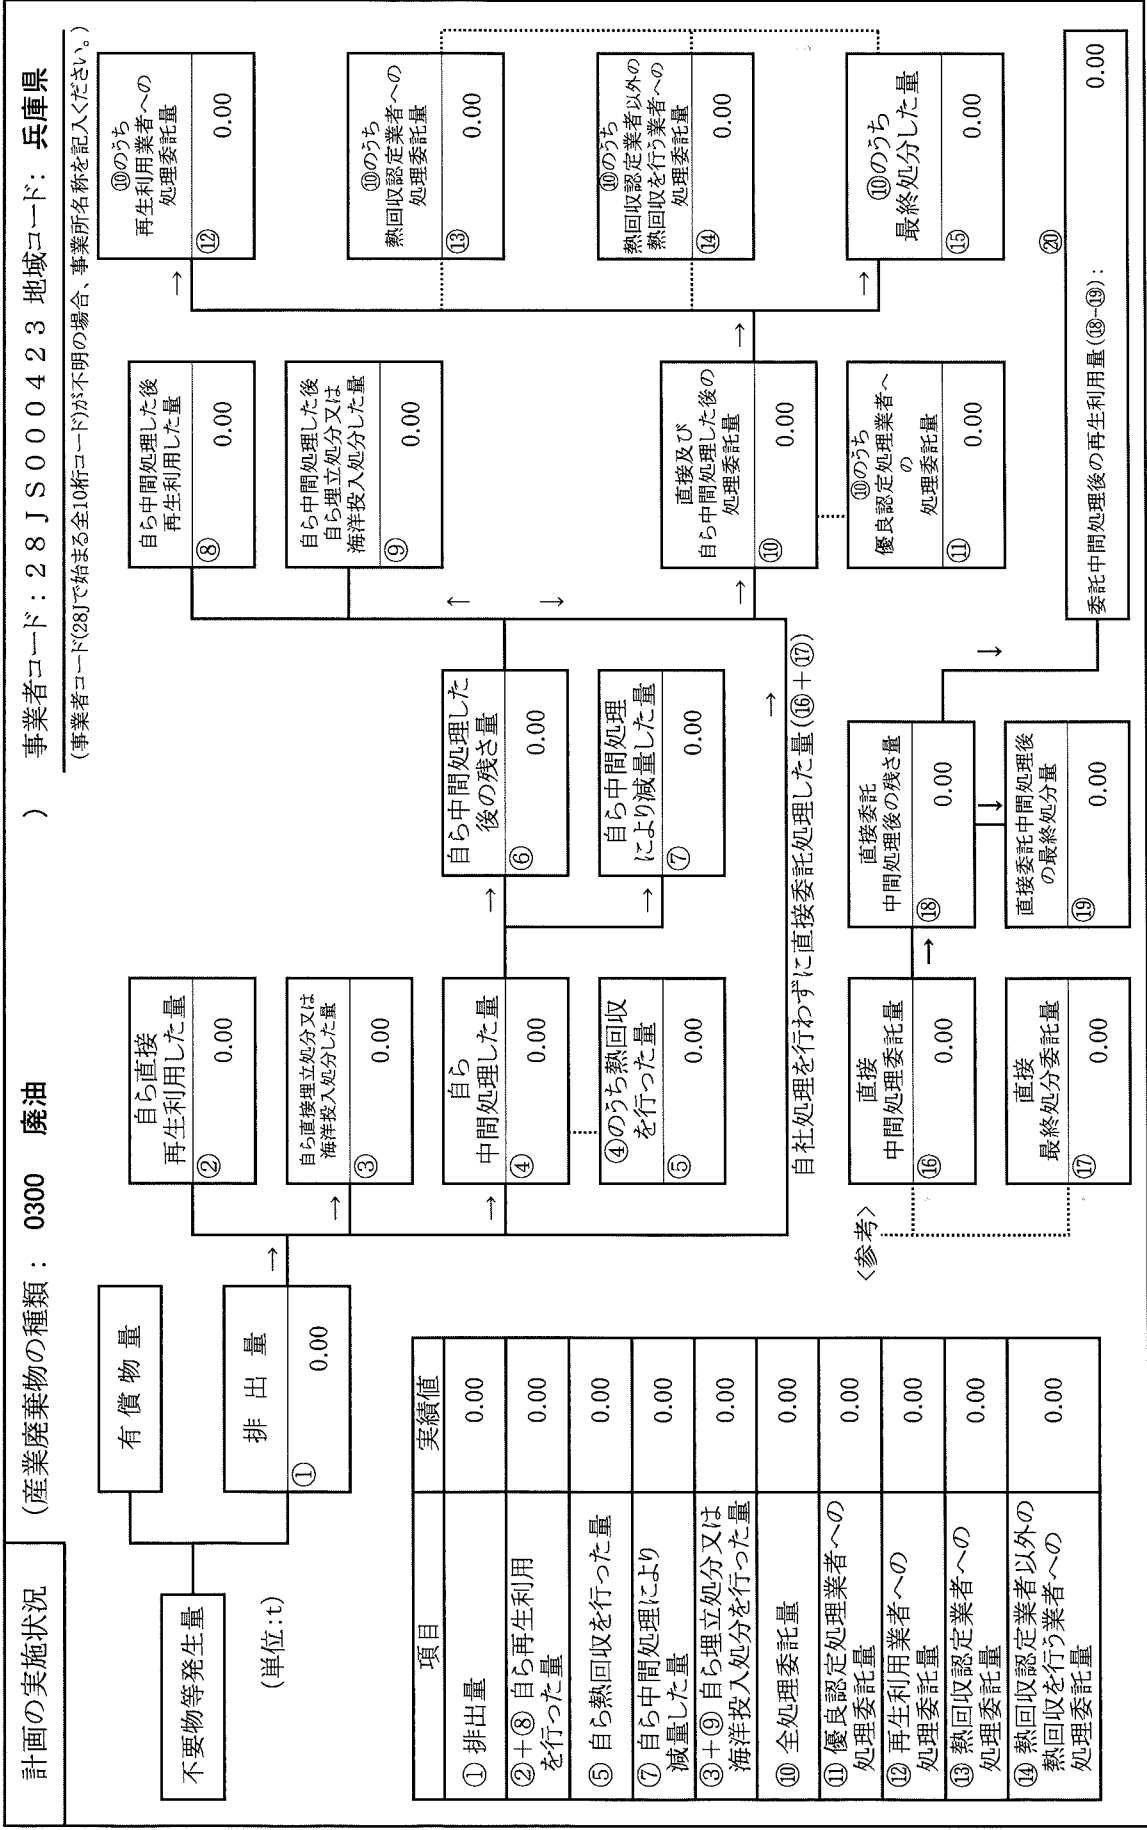 計画の実施状況
(産業廃棄物の種類: 0300 廃油 )
事業者コード:28JS000423 地域コード: 兵庫県
(事業者コード(28Jで始まる全10桁コード)が不明の場合、事業所名称を記入ください。)
不要物等発生量
(単位:t)
有償物量
排出量
① 0.00
自ら直接
再生利用した量
② 0.00
自ら直接埋立処分又は
海洋投入処分した量
③ 0.00
自ら
中間処理した量
④ 0.00
④のうち熱回収
を行った量
⑤ 0.00
自ら中間処理した
後の残さ量
⑥ 0.00
自ら中間処理
により減量した量
⑦ 0.00
自ら中間処理した後
再生利用した量
⑧ 0.00
自ら中間処理した後
自ら埋立処分又は
海洋投入処分した量
⑨ 0.00
直接及び
自ら中間処理した後の
処理委託量
⑩ 0.00
⑩のうち
優良認定処理業者へ
の
処理委託量
⑪ 0.00
⑩のうち
再生利用業者への
処理委託量
⑫ 0.00
⑩のうち
熱回収認定業者への
処理委託量
⑬ 0.00
⑩のうち
熱回収認定業者以外の
熱回収を行う業者への
処理委託量
⑭ 0.00
⑩のうち
最終処分した量
⑮ 0.00
自社処理を行わずに直接委託処理した量(⑯+⑰)
<参考>
直接
中間処理委託量
⑯ 0.00
直接
最終処分委託量
⑰ 0.00
直接委託
中間処理後の残さ量
⑱ 0.00
直接委託中間処理後
の最終処分量
⑲ 0.00
⑳
委託中間処理後の再生利用量(⑱-⑲): 0.00
項目 実績値
① 排出量 0.00
②+⑧ 自ら再生利用
を行った量 0.00
⑤ 自ら熱回収を行った量 0.00
⑦ 自ら中間処理により
減量した量 0.00
③+⑨ 自ら埋立処分又は
海洋投入処分を行った量 0.00
⑩ 全処理委託量 0.00
⑪ 優良認定処理業者への
処理委託量 0.00
⑫ 再生利用業者への
処理委託量 0.00
⑬ 熱回収認定業者への
処理委託量 0.00
⑭ 熱回収認定業者以外の
熱回収を行う業者への
処理委託量 0.00